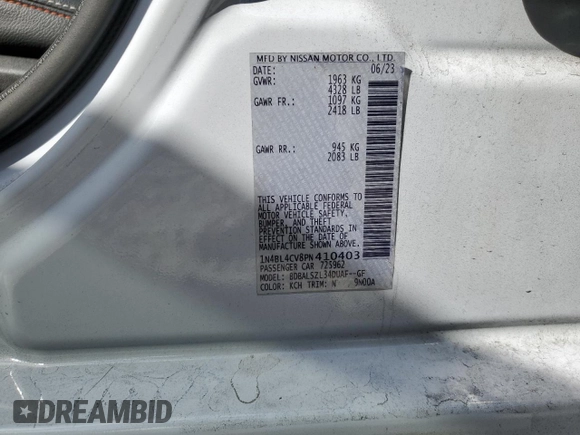 MFD BY NISSAN MOTOR CO., LTD.
DATE: 06/23
GVWR: 1963 KG
4328 LB
GAWR FR.: 1097 KG
2418 LB
GAWR RR.: 945 KG
2083 LB
THIS VEHICLE CONFORMS TO
ALL APPLICABLE FEDERAL
MOTOR VEHICLE SAFETY,
BUMPER, AND THEFT
PREVENTION STANDARDS
IN EFFECT ON THE DATE OF
MANUFACTURE SHOWN ABOVE.
1N4BL4CV8PN410403
PASSENGER CAR 725962
MODEL: BDBALSZL34DUAF--GF
COLOR: KCH TRIM: N 9N00A
DREAMBID